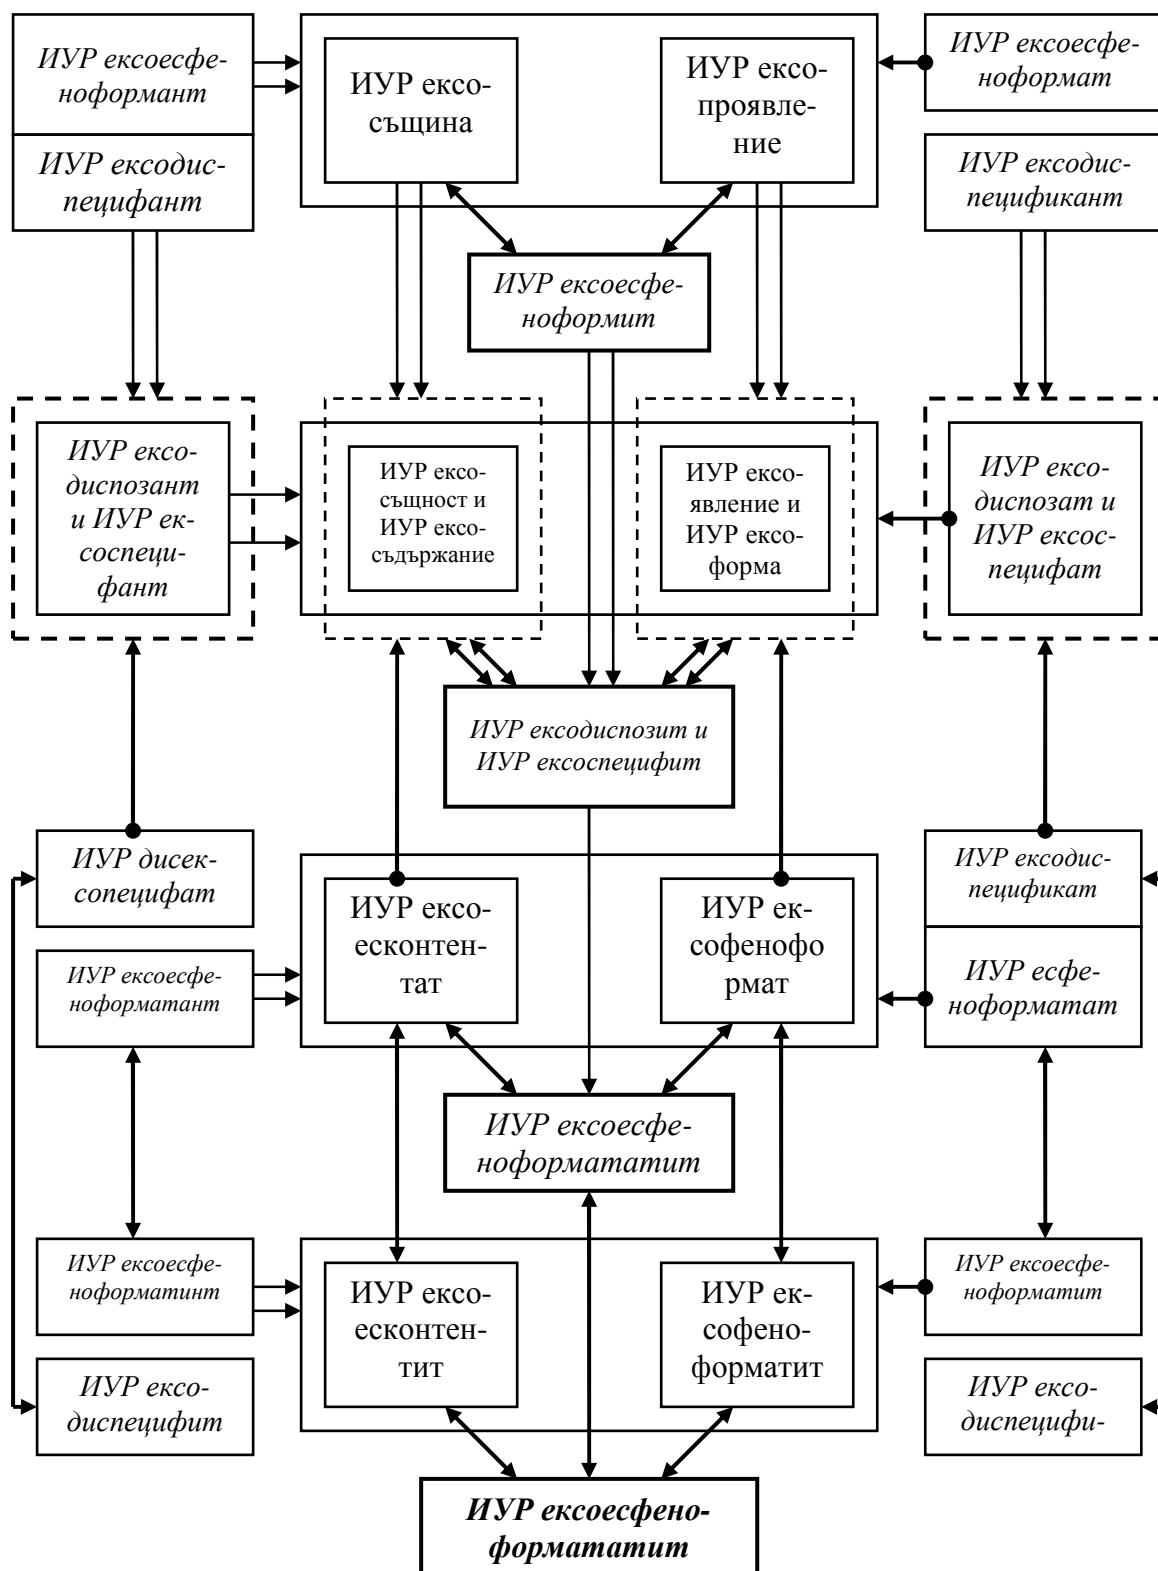 ИУР ексоесфе-
ноформант
ИУР ексо-
същина
ИУР ексо-
проявле-
ние
ИУР ексоесфе-
ноформат
ИУР ексодис-
пецифант
ИУР ексодис-
пецификант
ИУР ексоесфе-
ноформит
ИУР ексо-
диспозант
и ИУР ек-
соспеци-
фант
ИУР ексо-
същност и
ИУР ексо-
съдържание
ИУР ексо-
явление и
ИУР ексо-
форма
ИУР ексо-
диспозат и
ИУР ексос-
пецифат
ИУР ексодиспозит и
ИУР ексоспецифит
ИУР дисек-
сопецифат
ИУР ексо-
есконтен-
тат
ИУР ек-
софенофо
рмат
ИУР ексодис-
пецификат
ИУР ексоесфе-
ноформатант
ИУР есфе-
ноформатат
ИУР ексоесфе-
ноформататит
ИУР ексоесфе-
ноформатинт
ИУР ексо-
есконтен-
тит
ИУР ек-
софено-
форматит
ИУР ексоесфе-
ноформатит
ИУР ексо-
диспецифит
ИУР ексо-
диспецифи-
ИУР ексоесфено-
формататит